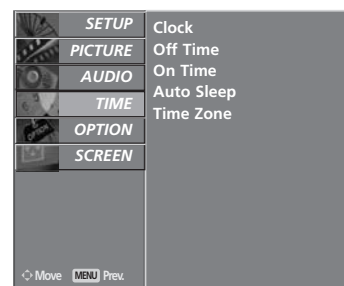 SETUP
PICTURE
AUDIO
TIME
OPTION
SCREEN
Clock
Off Time
On Time
Auto Sleep
Time Zone
Move MENU Prev.